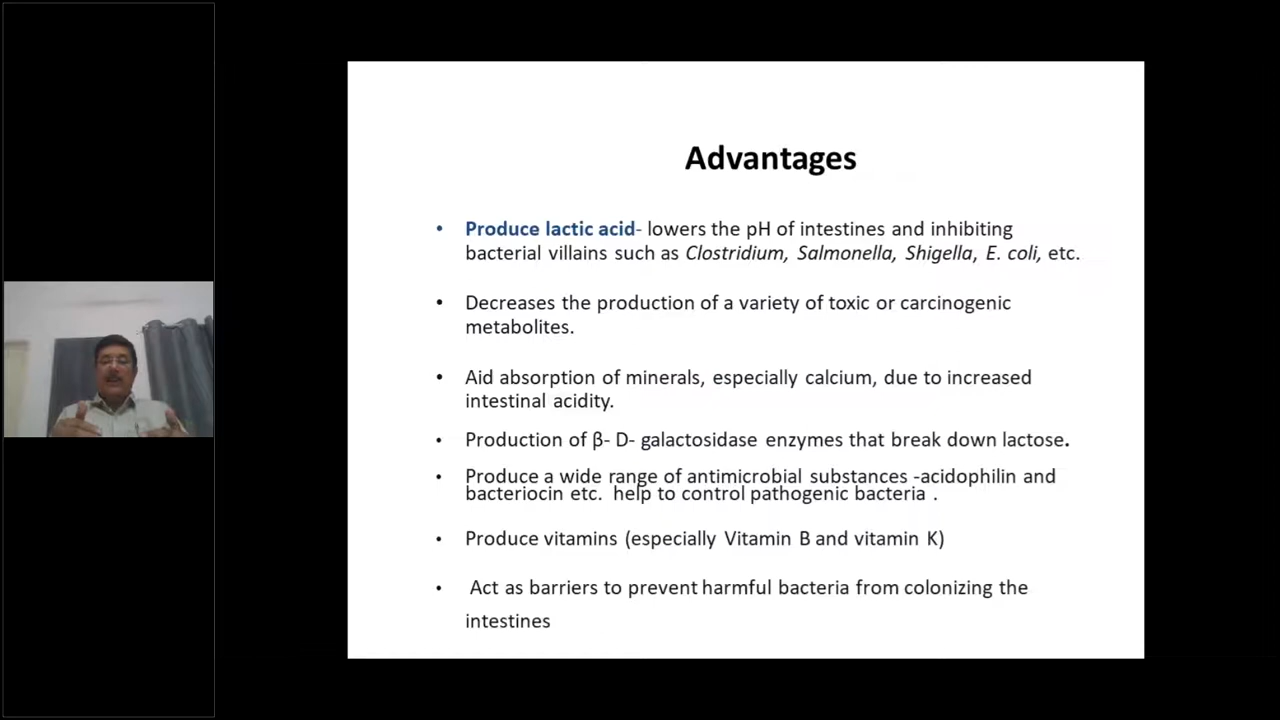 Advantages
• Produce lactic acid- lowers the pH of intestines and inhibiting
bacterial villains such as Clostridium, Salmonella, Shigella, E. coli, etc.
• Decreases the production of a variety of toxic or carcinogenic
metabolites.
• Aid absorption of minerals, especially calcium, due to increased
intestinal acidity.
• Production of β- D- galactosidase enzymes that break down lactose.
• Produce a wide range of antimicrobial substances -acidophilin and
bacteriocin etc. help to control pathogenic bacteria .
• Produce vitamins (especially Vitamin B and vitamin K)
• Act as barriers to prevent harmful bacteria from colonizing the
intestines